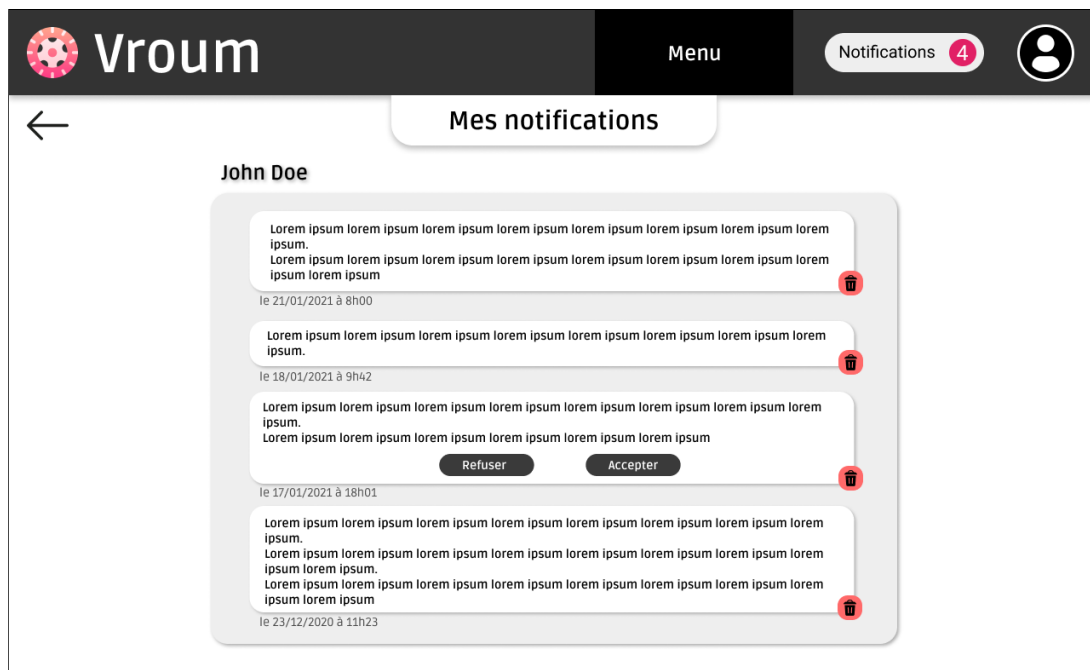 Vroum
Menu
Notifications 4
Mes notifications
John Doe
Lorem ipsum lorem ipsum lorem ipsum lorem ipsum lorem ipsum lorem ipsum lorem ipsum lorem
ipsum.
Lorem ipsum lorem ipsum lorem ipsum lorem ipsum lorem ipsum lorem ipsum lorem ipsum lorem
ipsum lorem ipsum
le 21/01/2021 à 8h00
Lorem ipsum lorem ipsum lorem ipsum lorem ipsum lorem ipsum lorem ipsum lorem ipsum lorem
ipsum.
le 18/01/2021 à 9h42
Lorem ipsum lorem ipsum lorem ipsum lorem ipsum lorem ipsum lorem ipsum lorem ipsum lorem
ipsum.
Lorem ipsum lorem ipsum lorem ipsum lorem ipsum lorem ipsum lorem ipsum
Refuser
Accepter
le 17/01/2021 à 18h01
Lorem ipsum lorem ipsum lorem ipsum lorem ipsum lorem ipsum lorem ipsum lorem ipsum lorem
ipsum.
Lorem ipsum lorem ipsum lorem ipsum lorem ipsum lorem ipsum lorem ipsum lorem ipsum lorem
ipsum lorem ipsum.
Lorem ipsum lorem ipsum lorem ipsum lorem ipsum lorem ipsum lorem ipsum lorem ipsum lorem
ipsum lorem ipsum
le 23/12/2020 à 11h23